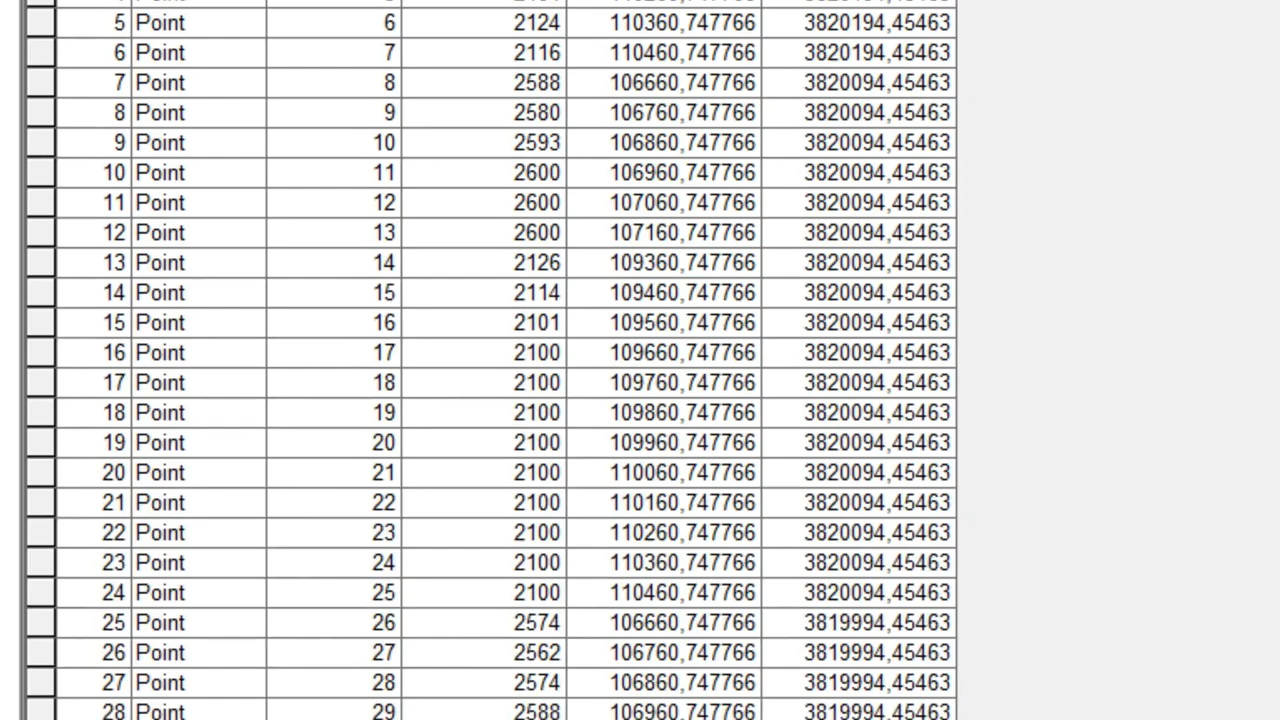 5 Point 6 2124 110360,747766 3820194,45463
6 Point 7 2116 110460,747766 3820194,45463
7 Point 8 2588 106660,747766 3820094,45463
8 Point 9 2580 106760,747766 3820094,45463
9 Point 10 2593 106860,747766 3820094,45463
10 Point 11 2600 106960,747766 3820094,45463
11 Point 12 2600 107060,747766 3820094,45463
12 Point 13 2600 107160,747766 3820094,45463
13 Point 14 2126 109360,747766 3820094,45463
14 Point 15 2114 109460,747766 3820094,45463
15 Point 16 2101 109560,747766 3820094,45463
16 Point 17 2100 109660,747766 3820094,45463
17 Point 18 2100 109760,747766 3820094,45463
18 Point 19 2100 109860,747766 3820094,45463
19 Point 20 2100 109960,747766 3820094,45463
20 Point 21 2100 110060,747766 3820094,45463
21 Point 22 2100 110160,747766 3820094,45463
22 Point 23 2100 110260,747766 3820094,45463
23 Point 24 2100 110360,747766 3820094,45463
24 Point 25 2100 110460,747766 3820094,45463
25 Point 26 2574 106660,747766 3819994,45463
26 Point 27 2562 106760,747766 3819994,45463
27 Point 28 2574 106860,747766 3819994,45463
28 Point 29 2588 106960,747766 3819994,45463